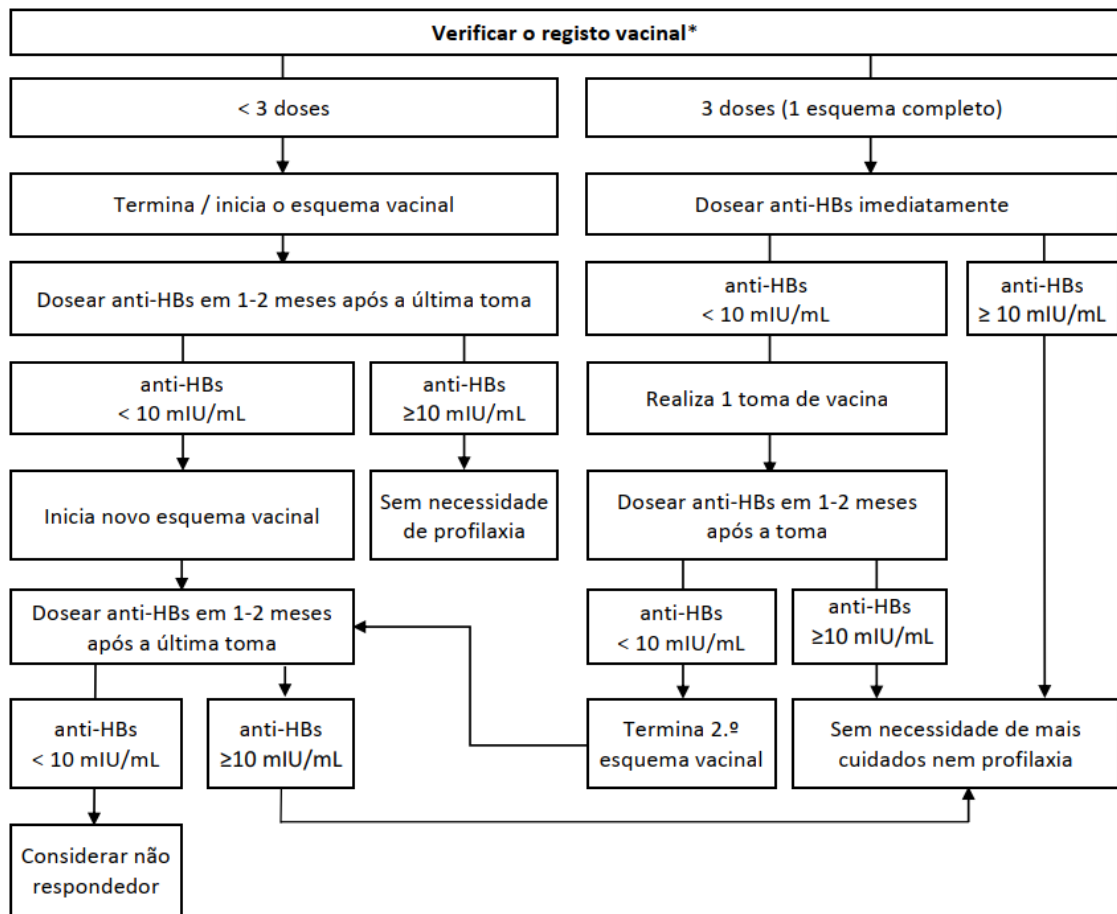 Verificar o registo vacinal*
< 3 doses
3 doses (1 esquema completo)
Termina / inicia o esquema vacinal
Dosear anti-HBs imediatamente
Dosear anti-HBs em 1-2 meses após a última toma
anti-HBs
< 10 mIU/mL
anti-HBs
≥ 10 mIU/mL
anti-HBs
< 10 mIU/mL
anti-HBs
≥10 mIU/mL
Realiza 1 toma de vacina
Inicia novo esquema vacinal
Sem necessidade
de profilaxia
Dosear anti-HBs em 1-2 meses
após a toma
Dosear anti-HBs em 1-2 meses
após a última toma
anti-HBs
< 10 mIU/mL
anti-HBs
≥10 mIU/mL
anti-HBs
< 10 mIU/mL
anti-HBs
≥10 mIU/mL
Termina 2.º
esquema vacinal
Sem necessidade de mais
cuidados nem profilaxia
Considerar não
respondedor